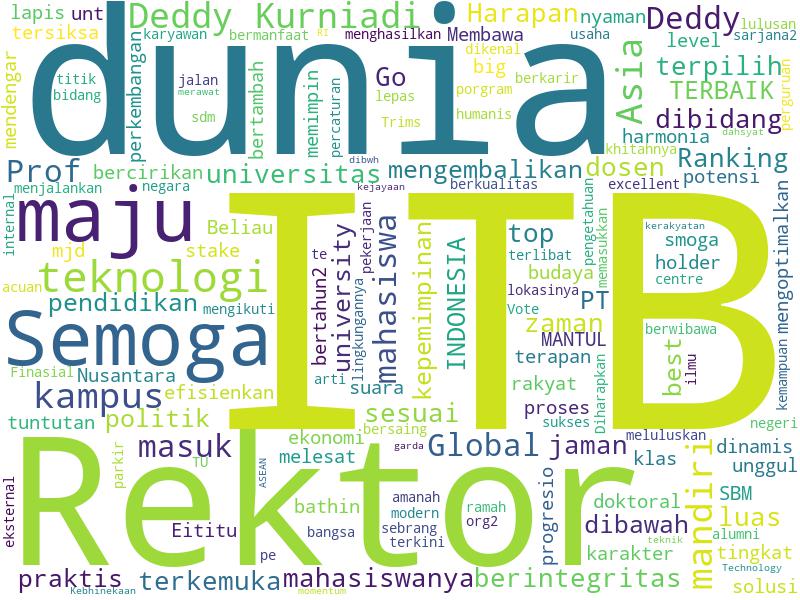 lapis unt Deddy Kurniadi Harapan nyaman Deddy lulusan
tersiksa karyawan bermanfaat RI menghasilkan Membawa usaha level sarjana2
mendengar dunia dikenal Asia terpilih
titik bidang perkembangan jalan merawat sdm bertambah memimpin percaturan Go lepas Trims big porgram humanis berkarir TERBAIK perguruan
dibidang
harmonia dahsyat
khitahnya
Prof bercirikan universitas dibwh mengembalikan dosen Ranking
menjalankan negara kejayaan berkualitas excellent potensi
internal maju ITB
Beliau
mjd stake
acuan teknologi
pendidikan mengikuti
bertahun2 te university lingkungannya pekerjaan mahasiswa kepemimpinan INDONESIA
top pengetahuan memasukkan
terlibat
budaya
lokasinya PT
Vote zaman
MANTUL
terapan
rakyat Diharapkan
proses
sukses
kerakyatan
smoga
holder
centre
berwibawa
best ilmu
mengoptimalkan
kemampuan
Semoga
Finasial Nusantara arti suara
kampus efisienkan
tuntutan politik sesuai negeri
masuk ekonomi bersaing garda Global jaman meluluskan dinamis
parkir TU melesat klas unggul
eksternal Rektor ASEAN
Eititu bathin bangsa amanah modern sebrang terkini ramah org2 progresio doktoral SBM
dibawah mandiri luas
alumni
teknik
pe karakter tingkat
praktis terkemuka mahasiswanya berintegritas Technology
Kebhinekaan momentum solusi